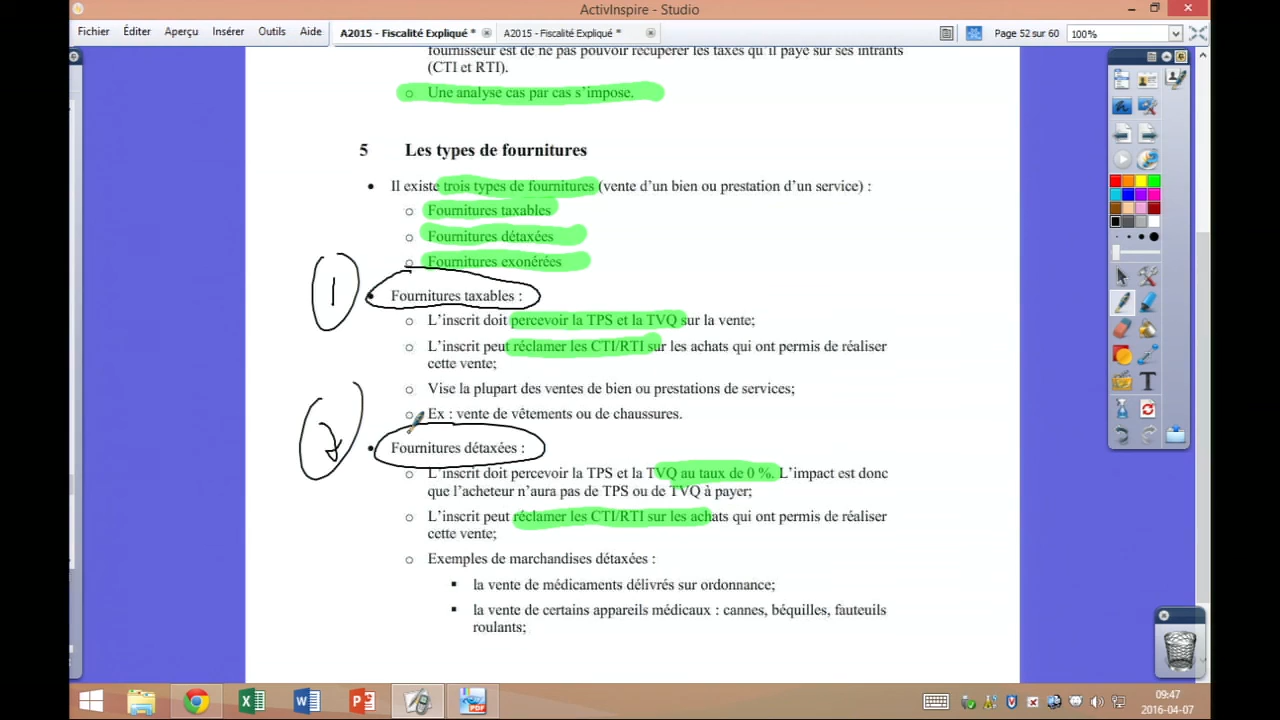 ActivInspire - Studio
Fichier Éditer Aperçu Insérer Outils Aide A2015 - Fiscalité Expliqué * A2015 - Fiscalité Expliqué * Page 52 sur 60 100%
fournisseur est de ne pas pouvoir récupérer les taxes qu'il paye sur ses intrants
(CTI et RTI).
o Une analyse cas par cas s'impose.
5 Les types de fournitures
• Il existe trois types de fournitures (vente d'un bien ou prestation d'un service) :
o Fournitures taxables
o Fournitures détaxées
o Fournitures exonérées
1
• Fournitures taxables :
o L'inscrit doit percevoir la TPS et la TVQ sur la vente;
o L'inscrit peut réclamer les CTI/RTI sur les achats qui ont permis de réaliser
cette vente;
o Vise la plupart des ventes de bien ou prestations de services;
o Ex : vente de vêtements ou de chaussures.
2
• Fournitures détaxées :
o L'inscrit doit percevoir la TPS et la TVQ au taux de 0 %. L'impact est donc
que l'acheteur n'aura pas de TPS ou de TVQ à payer;
o L'inscrit peut réclamer les CTI/RTI sur les achats qui ont permis de réaliser
cette vente;
o Exemples de marchandises détaxées :
▪ la vente de médicaments délivrés sur ordonnance;
▪ la vente de certains appareils médicaux : cannes, béquilles, fauteuils
roulants;
09:47
2016-04-07